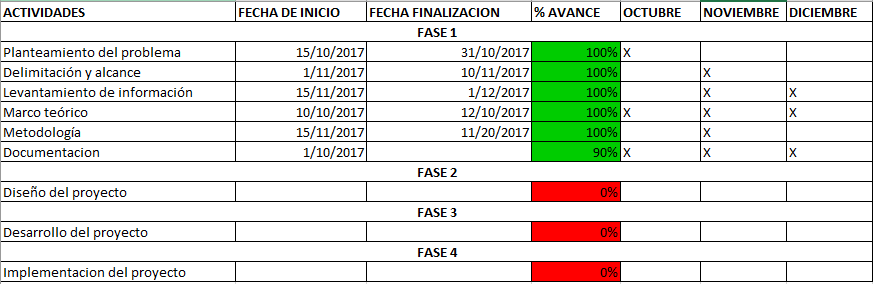 ACTIVIDADES FECHA DE INICIO FECHA FINALIZACION % AVANCE OCTUBRE NOVIEMBRE DICIEMBRE
FASE 1
Planteamiento del problema 15/10/2017 31/10/2017 100% X
Delimitación y alcance 1/11/2017 10/11/2017 100% X
Levantamiento de información 15/11/2017 1/12/2017 100% X X
Marco teórico 10/10/2017 12/10/2017 100% X X X
Metodología 15/11/2017 11/20/2017 100% X
Documentacion 1/10/2017 90% X X X
FASE 2
Diseño del proyecto 0%
FASE 3
Desarrollo del proyecto 0%
FASE 4
Implementacion del proyecto 0%